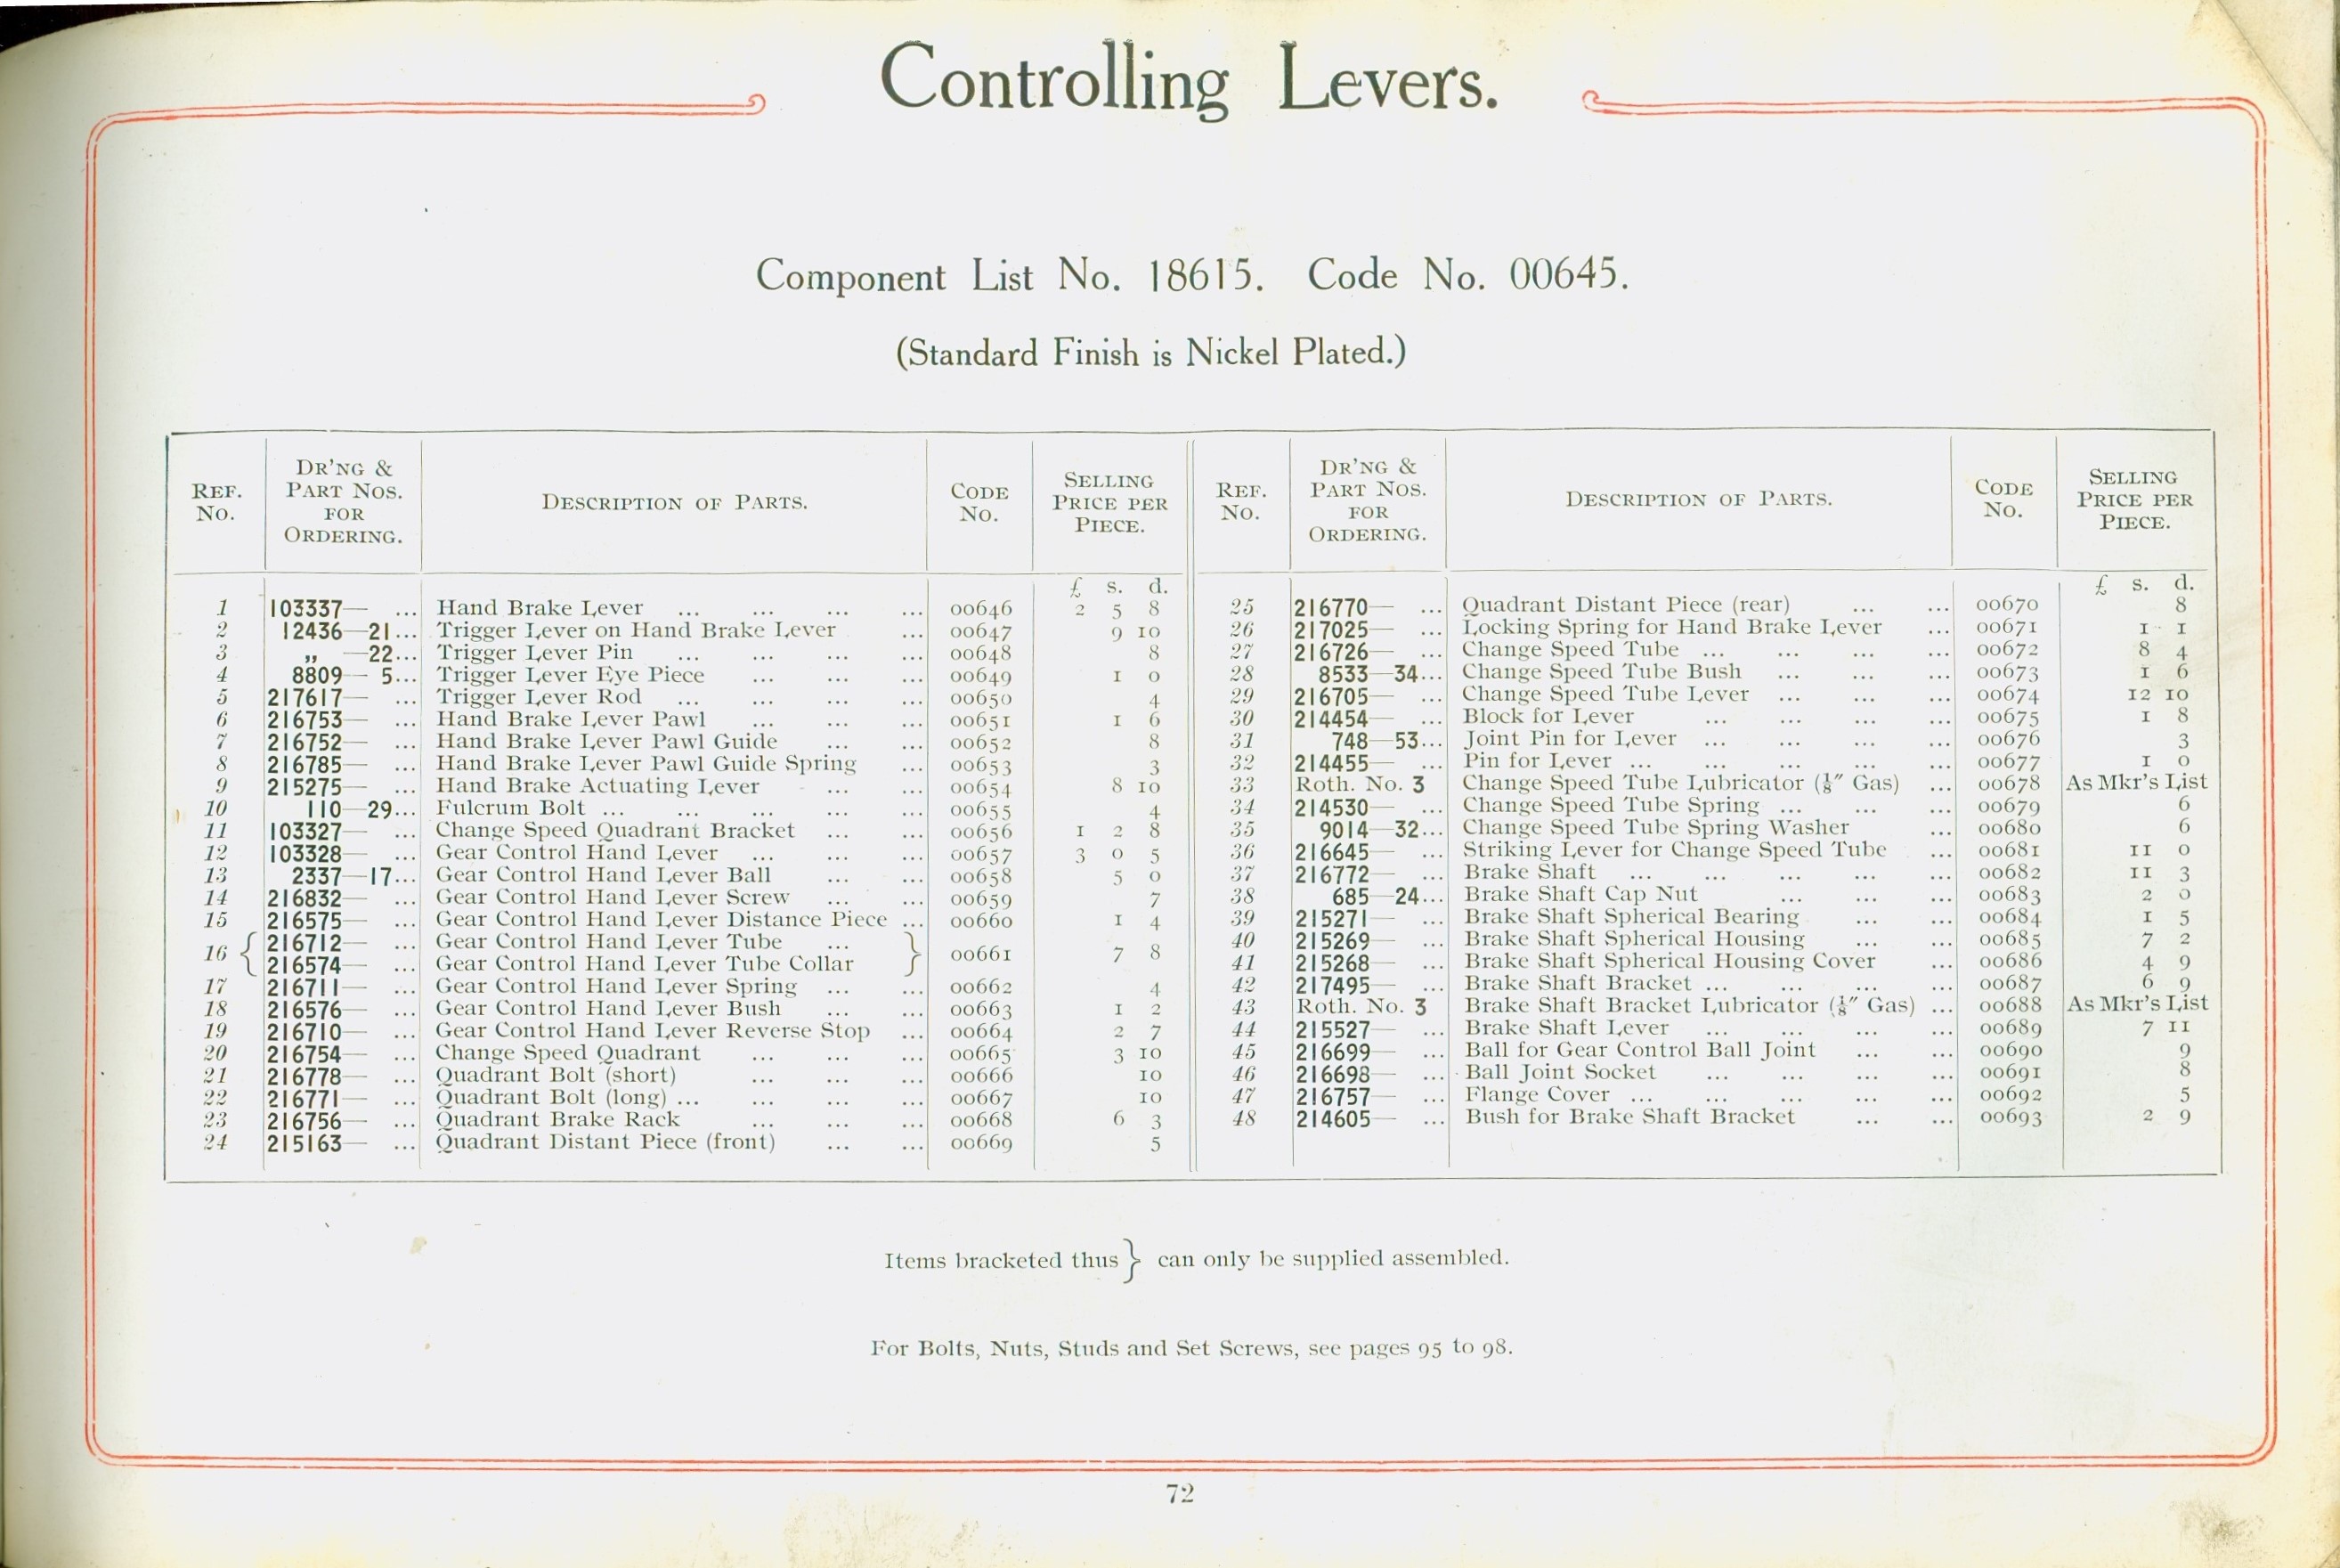 Controlling Levers.
Component List No. 18615. Code No. 00645.
(Standard Finish is Nickel Plated.)
REF. No. DR'NG & PART NOS. FOR ORDERING. DESCRIPTION OF PARTS. CODE No. SELLING PRICE PER PIECE.
£ s. d.
1 103337— ... Hand Brake Lever ... ... ... ... 00646 2 5 8
2 12436—21... Trigger Lever on Hand Brake Lever ... 00647 9 10
3 „ —22... Trigger Lever Pin ... ... ... ... 00648 8
4 8809— 5... Trigger Lever Eye Piece ... ... ... 00649 1 0
5 217617— ... Trigger Lever Rod ... ... ... ... 00650 4
6 216753— ... Hand Brake Lever Pawl ... ... ... 00651 1 6
7 216752— ... Hand Brake Lever Pawl Guide ... ... 00652 8
8 216785— ... Hand Brake Lever Pawl Guide Spring ... 00653 3
9 215275— ... Hand Brake Actuating Lever ... ... 00654 8 10
10 110—29... Fulcrum Bolt ... ... ... ... ... 00655 4
11 103327— ... Change Speed Quadrant Bracket ... ... 00656 1 2 8
12 103328— ... Gear Control Hand Lever ... ... ... 00657 3 0 5
13 2337—17... Gear Control Hand Lever Ball ... ... 00658 5 0
14 216832— ... Gear Control Hand Lever Screw ... ... 00659 7
15 216575— ... Gear Control Hand Lever Distance Piece ... 00660 1 4
16 { 216712— ... Gear Control Hand Lever Tube ... } 00661 7 8
216574— ... Gear Control Hand Lever Tube Collar
17 216711— ... Gear Control Hand Lever Spring ... ... 00662 4
18 216576— ... Gear Control Hand Lever Bush ... ... 00663 1 2
19 216710— ... Gear Control Hand Lever Reverse Stop ... 00664 2 7
20 216754— ... Change Speed Quadrant ... ... ... 00665 3 10
21 216778— ... Quadrant Bolt (short) ... ... ... 00666 10
22 216771— ... Quadrant Bolt (long) ... ... ... ... 00667 10
23 216756— ... Quadrant Brake Rack ... ... ... 00668 6 3
24 215163— ... Quadrant Distant Piece (front) ... ... 00669 5
REF. No. DR'NG & PART NOS. FOR ORDERING. DESCRIPTION OF PARTS. CODE No. SELLING PRICE PER PIECE.
£ s. d.
25 216770— ... Quadrant Distant Piece (rear) ... ... 00670 8
26 217025— ... Locking Spring for Hand Brake Lever ... 00671 1 1
27 216726— ... Change Speed Tube ... ... ... ... 00672 8 4
28 8533—34... Change Speed Tube Bush ... ... ... 00673 1 6
29 216705— ... Change Speed Tube Lever ... ... ... 00674 12 10
30 214454— ... Block for Lever ... ... ... ... 00675 1 8
31 748—53... Joint Pin for Lever ... ... ... ... 00676 3
32 214455— ... Pin for Lever ... ... ... ... ... 00677 1 0
33 Roth. No. 3 Change Speed Tube Lubricator (⅛″ Gas) ... 00678 As Mkr's List
34 214530— ... Change Speed Tube Spring ... ... ... 00679 6
35 9014—32... Change Speed Tube Spring Washer ... 00680 6
36 216645— ... Striking Lever for Change Speed Tube ... 00681 11 0
37 216772— ... Brake Shaft ... ... ... ... ... 00682 11 3
38 685—24... Brake Shaft Cap Nut ... ... ... 00683 2 0
39 215271— ... Brake Shaft Spherical Bearing ... ... 00684 1 5
40 215269— ... Brake Shaft Spherical Housing ... ... 00685 7 2
41 215268— ... Brake Shaft Spherical Housing Cover ... 00686 4 9
42 217495— ... Brake Shaft Bracket ... ... ... ... 00687 6 9
43 Roth. No. 3 Brake Shaft Bracket Lubricator (⅛″ Gas) ... 00688 As Mkr's List
44 215527— ... Brake Shaft Lever ... ... ... ... 00689 7 11
45 216699— ... Ball for Gear Control Ball Joint ... ... 00690 9
46 216698— ... Ball Joint Socket ... ... ... ... 00691 8
47 216757— ... Flange Cover ... ... ... ... ... 00692 5
48 214605— ... Bush for Brake Shaft Bracket ... ... 00693 2 9
Items bracketed thus } can only be supplied assembled.
For Bolts, Nuts, Studs and Set Screws, see pages 95 to 98.
72